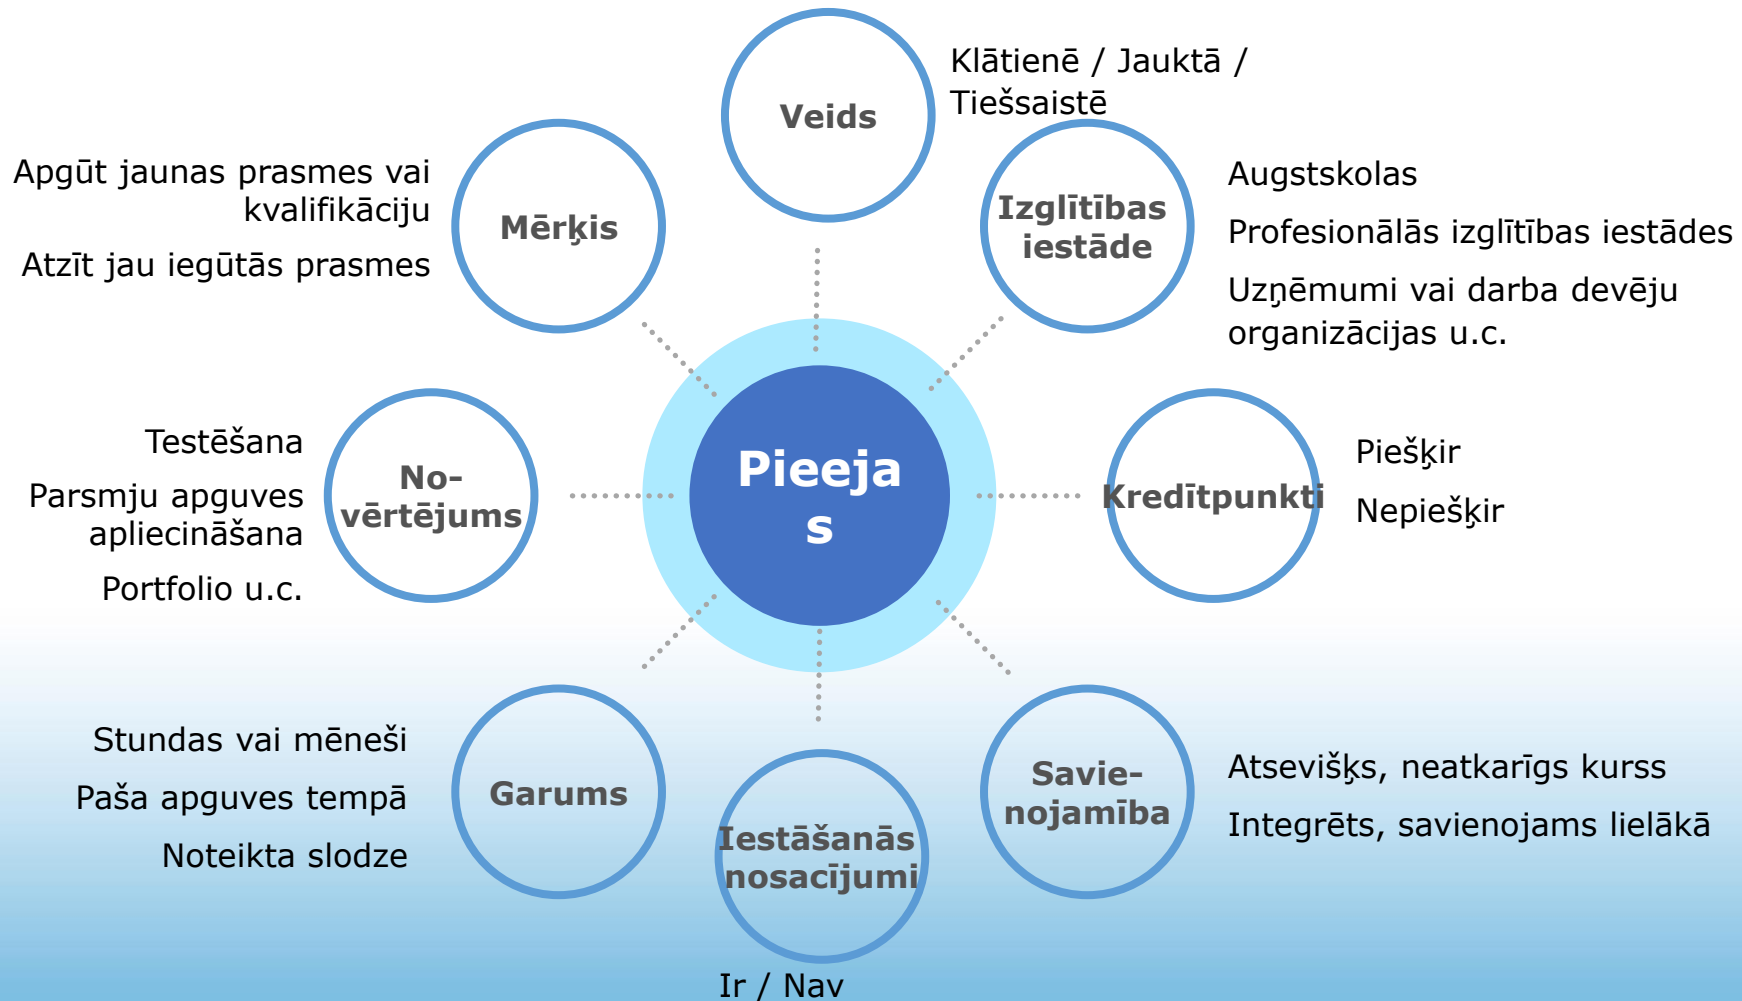 Veids
Klātienē / Jauktā /
Tiešsaistē
Izglītības
iestāde
Augstskolas
Profesionālās izglītības iestādes
Uzņēmumi vai darba devēju
organizācijas u.c.
Kredītpunkti
Piešķir
Nepiešķir
Savie-
nojamība
Atsevišķs, neatkarīgs kurss
Integrēts, savienojams lielākā
Iestāšanās
nosacījumi
Ir / Nav
Garums
Stundas vai mēneši
Paša apguves tempā
Noteikta slodze
No-
vērtējums
Testēšana
Parsmju apguves
apliecināšana
Portfolio u.c.
Mērķis
Apgūt jaunas prasmes vai
kvalifikāciju
Atzīt jau iegūtās prasmes
Pieeja
s